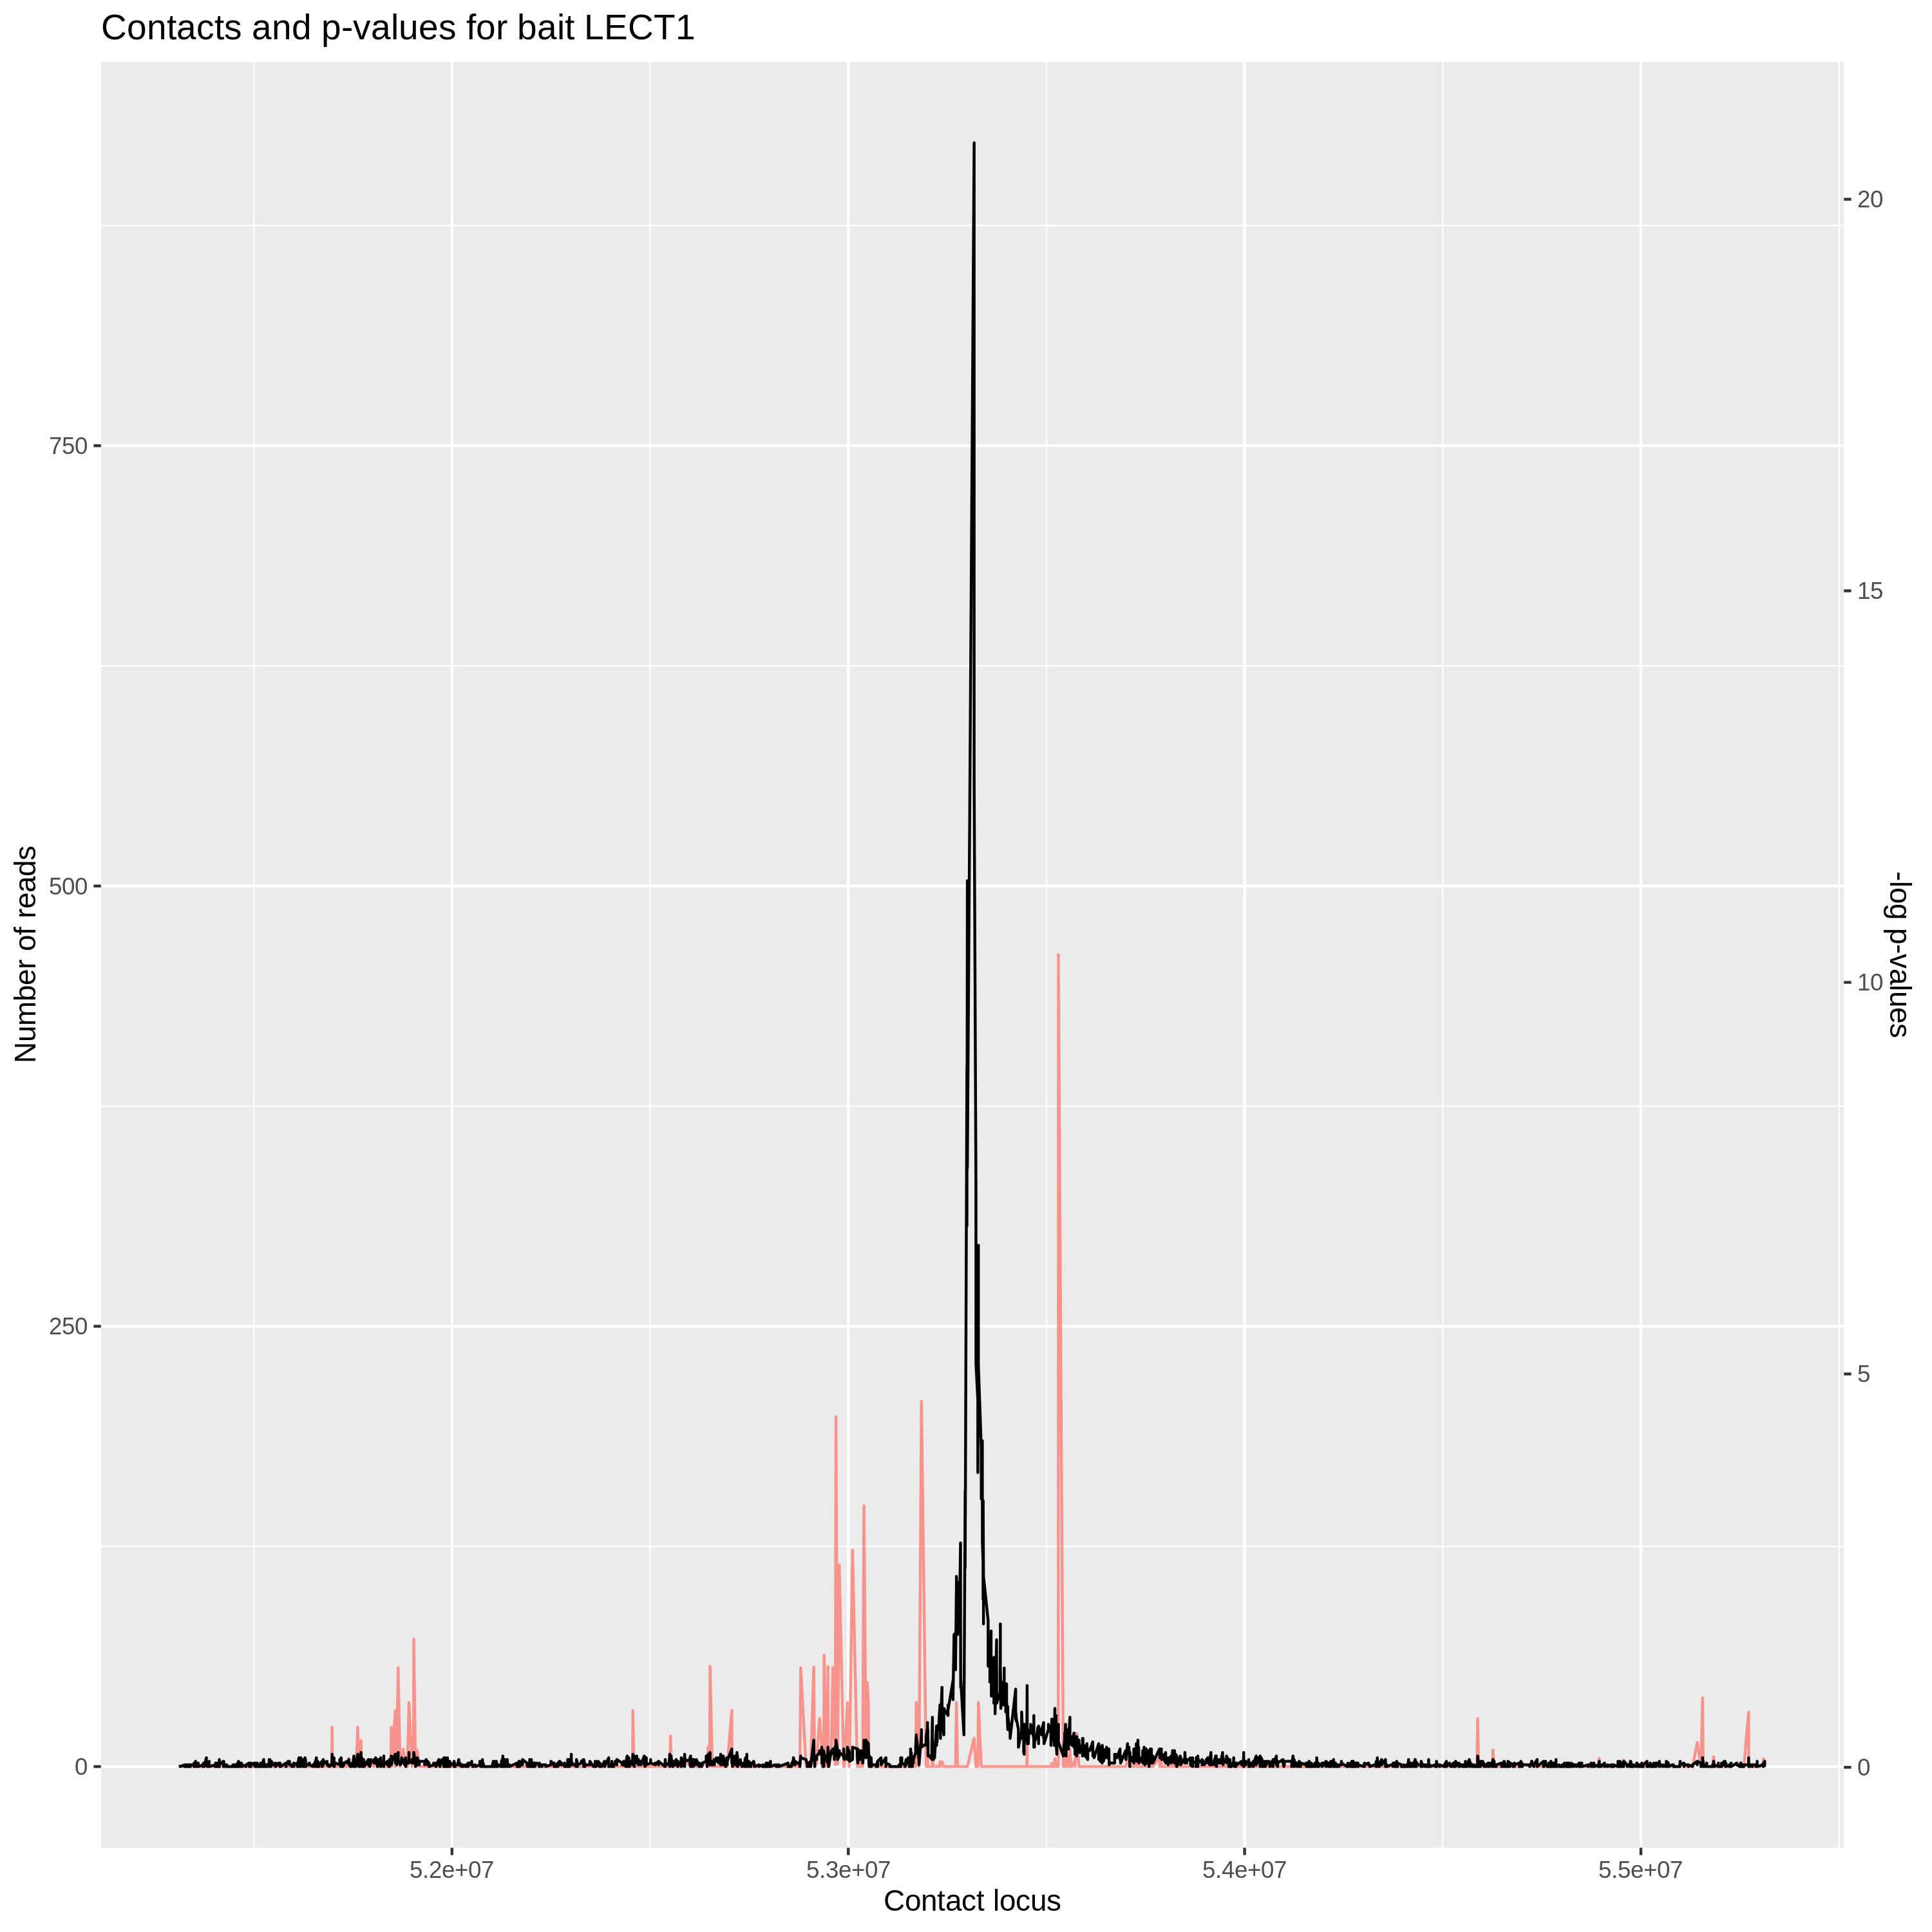 Contacts and p-values for bait LECT1
Number of reads
750
500
250
0
20
15
10
5
0
-log p-values
5.2e+07
5.3e+07
5.4e+07
5.5e+07
Contact locus